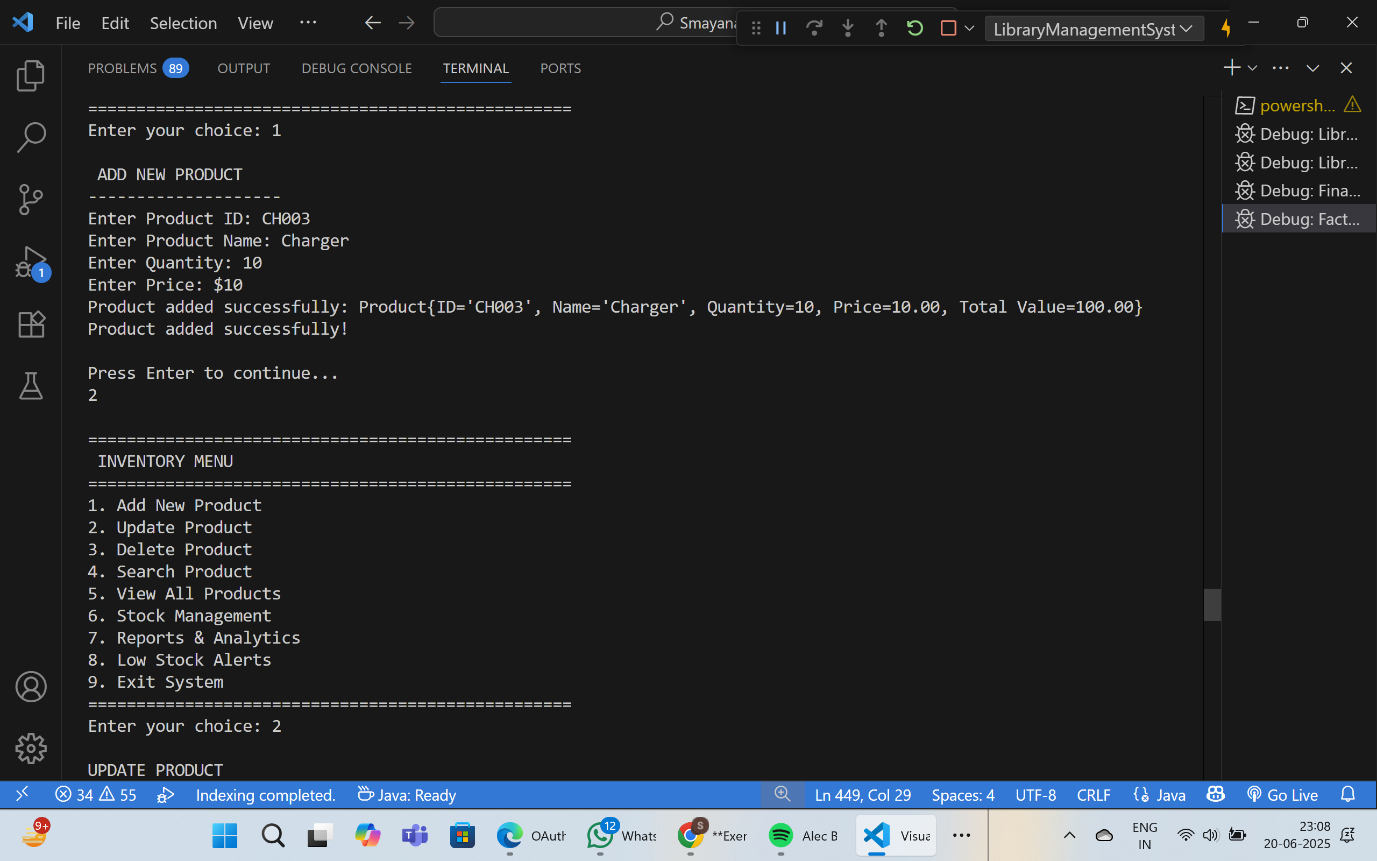 File Edit Selection View ··· Smayana LibraryManagementSyst
PROBLEMS 89 OUTPUT DEBUG CONSOLE TERMINAL PORTS
==================================================
Enter your choice: 1
ADD NEW PRODUCT
--------------------
Enter Product ID: CH003
Enter Product Name: Charger
Enter Quantity: 10
Enter Price: $10
Product added successfully: Product{ID='CH003', Name='Charger', Quantity=10, Price=10.00, Total Value=100.00}
Product added successfully!
Press Enter to continue...
2
==================================================
INVENTORY MENU
==================================================
1. Add New Product
2. Update Product
3. Delete Product
4. Search Product
5. View All Products
6. Stock Management
7. Reports & Analytics
8. Low Stock Alerts
9. Exit System
==================================================
Enter your choice: 2
UPDATE PRODUCT
powersh...
Debug: Libr...
Debug: Libr...
Debug: Fina...
Debug: Fact...
1
34 55 Indexing completed. Java: Ready Ln 449, Col 29 Spaces: 4 UTF-8 CRLF {} Java Go Live
9+ OAuth 12 Whats S **Exer Alec B Visua ENG 23:08
IN 20-06-2025